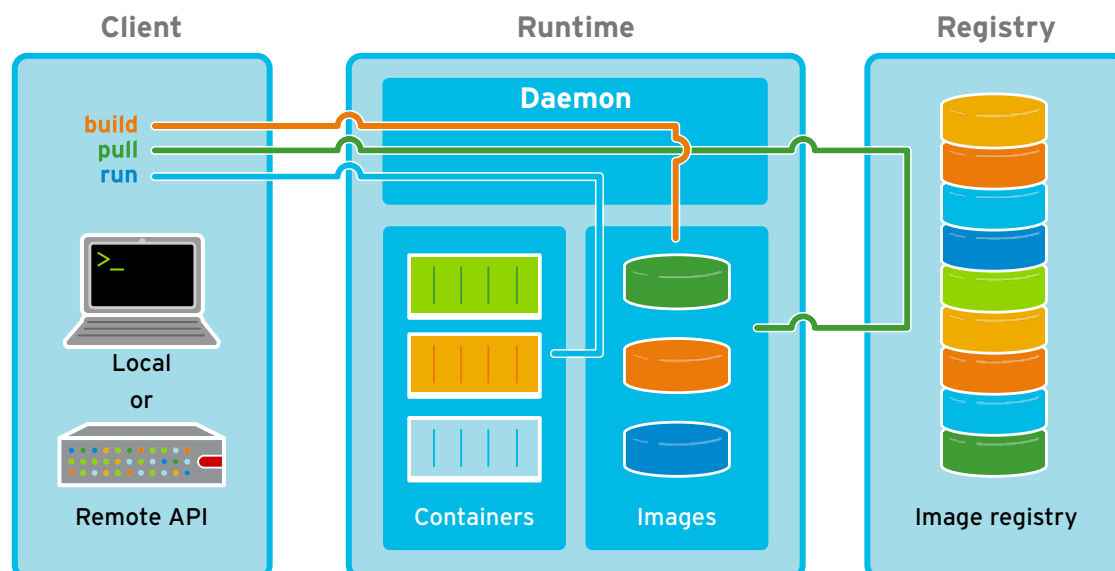 Client
Runtime
Registry
Daemon
build
pull
run
>_
Local
or
Remote API
Containers
Images
Image registry